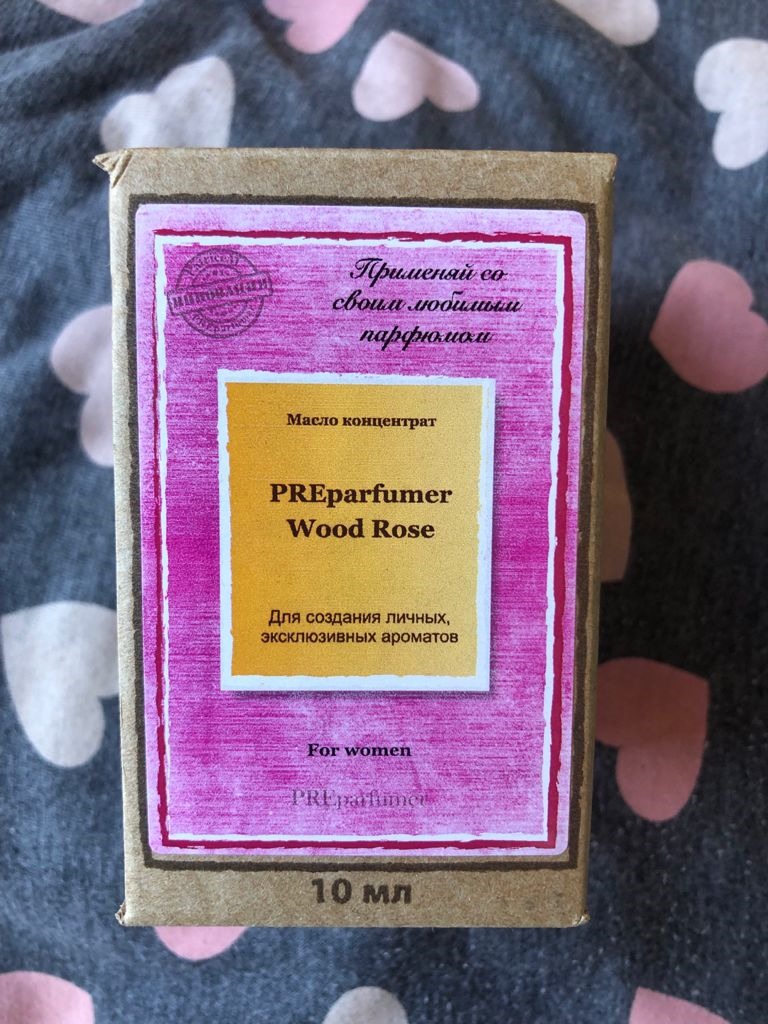 Применяй со
своим любимым
парфюмом
Масло концентрат
PREparfumer
Wood Rose
Для создания личных,
эксклюзивных ароматов
For women
PREparfumer
10 мл